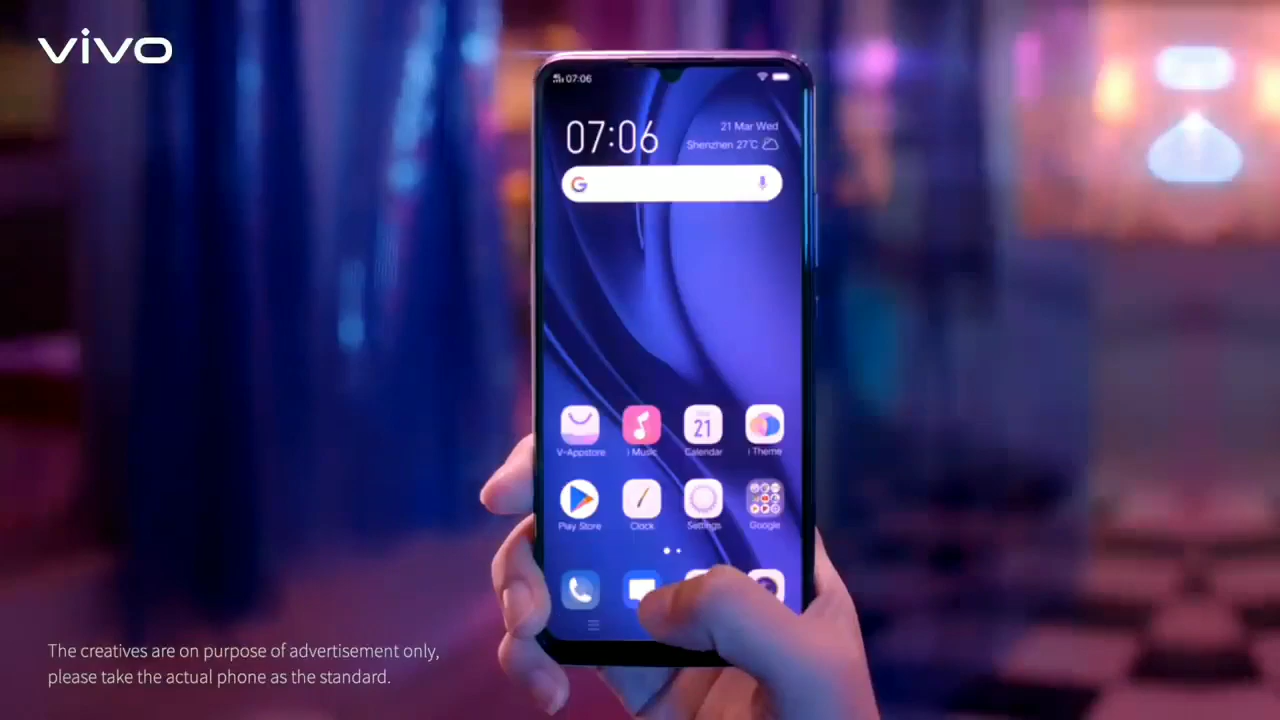 vivo
07:06
07:06
21 Mar Wed
Shenzhen 27°C
V-Appstore
i Music
21
Calendar
i Theme
Play Store
Clock
Settings
Google
The creatives are on purpose of advertisement only,
please take the actual phone as the standard.